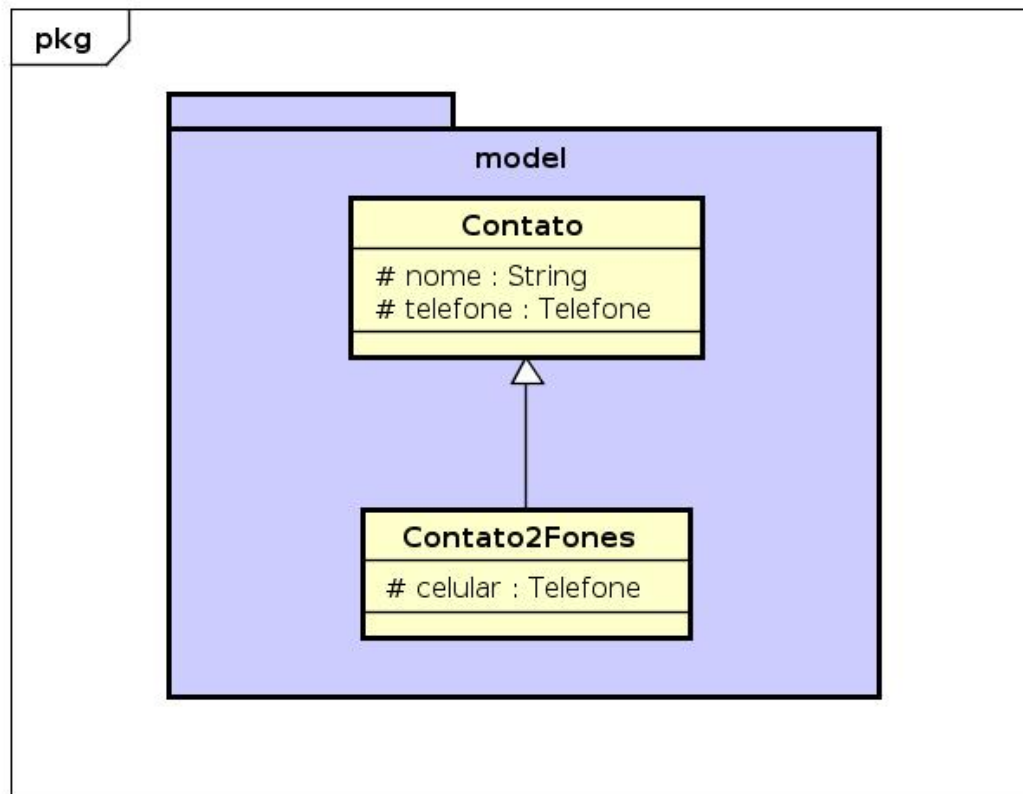 pkg
model
Contato
# nome : String
# telefone : Telefone
Contato2Fones
# celular : Telefone